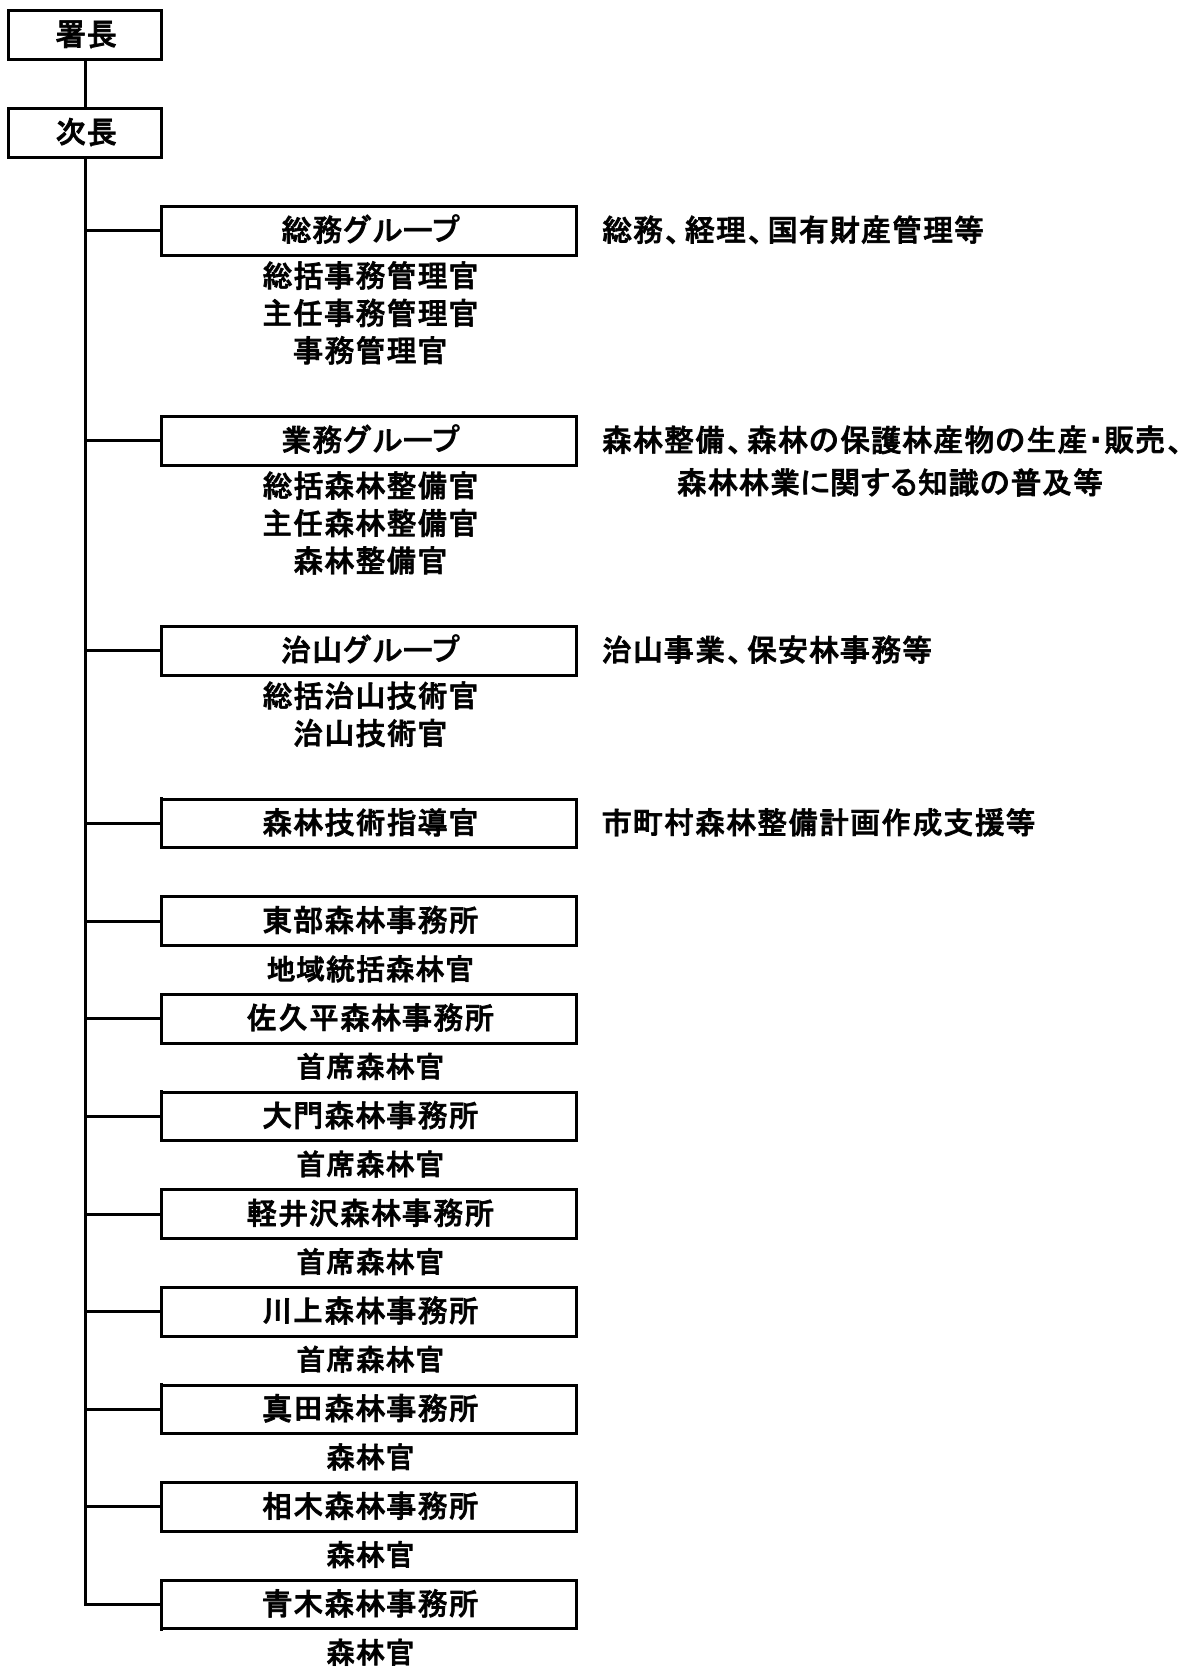 署長
次長
総務グループ 総務、経理、国有財産管理等
総括事務管理官
主任事務管理官
事務管理官
業務グループ 森林整備、森林の保護林産物の生産・販売、
総括森林整備官 森林林業に関する知識の普及等
主任森林整備官
森林整備官
治山グループ 治山事業、保安林事務等
総括治山技術官
治山技術官
森林技術指導官 市町村森林整備計画作成支援等
東部森林事務所
地域統括森林官
佐久平森林事務所
首席森林官
大門森林事務所
首席森林官
軽井沢森林事務所
首席森林官
川上森林事務所
首席森林官
真田森林事務所
森林官
相木森林事務所
森林官
青木森林事務所
森林官